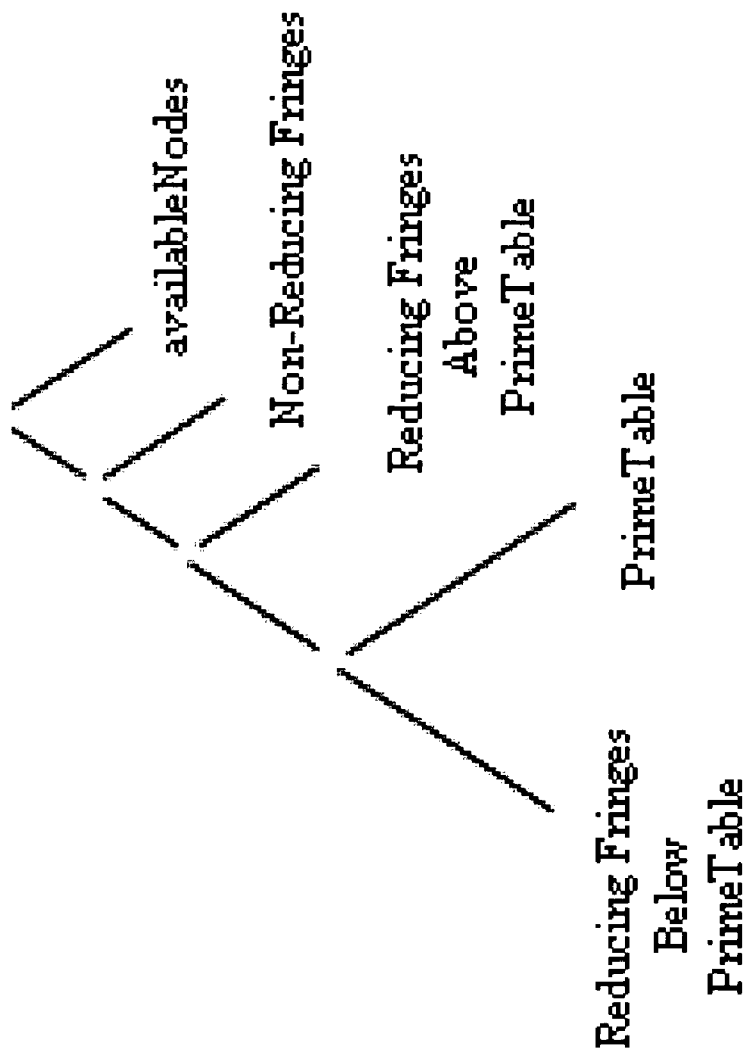 availableNodes
Non-Reducing Fringes
Reducing Fringes
Above
PrimeTable
PrimeTable
Reducing Fringes
Below
PrimeTable